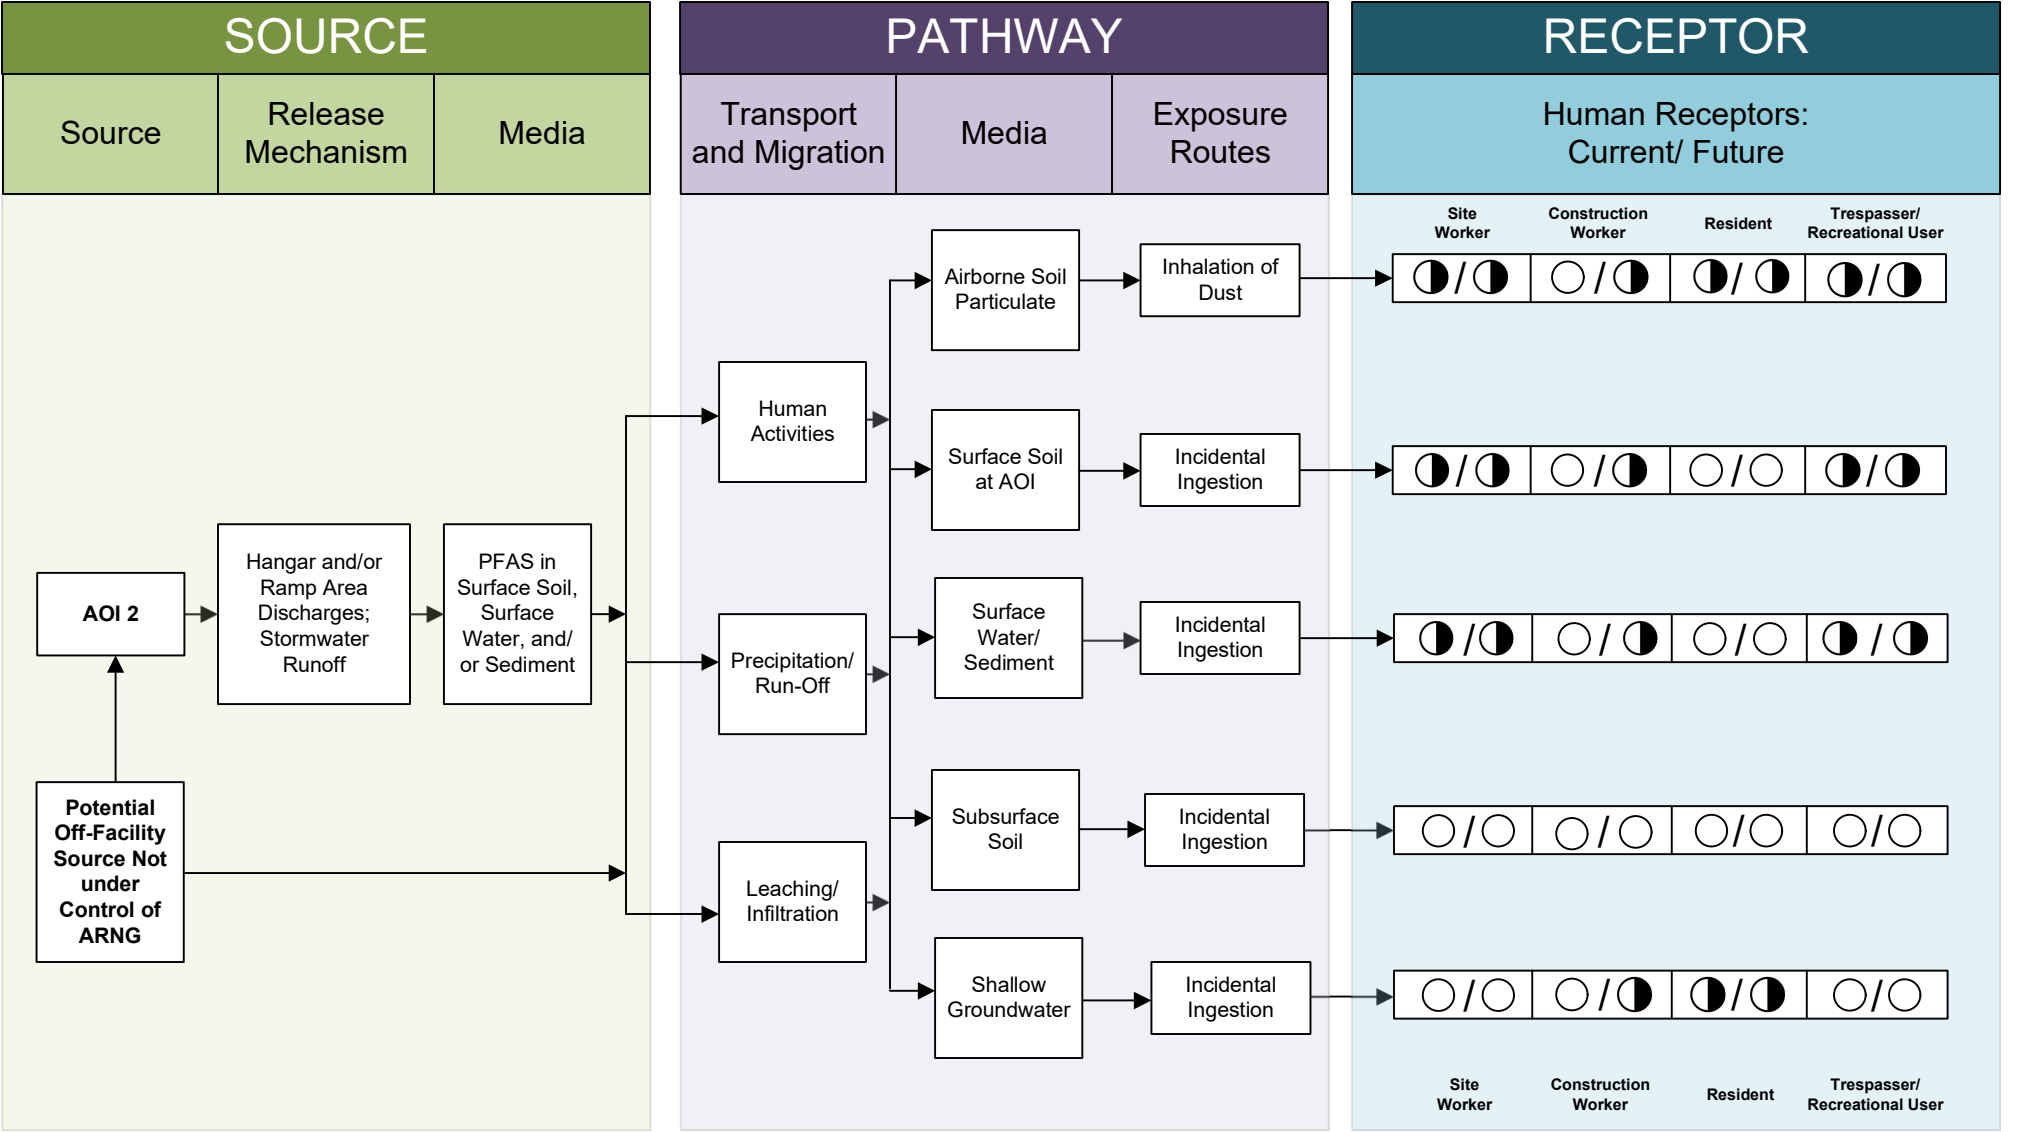 SOURCE
PATHWAY
RECEPTOR
Source
Release
Mechanism
Media
Transport
and Migration
Media
Exposure
Routes
Human Receptors:
Current/ Future
Site
Worker
Construction
Worker
Resident
Trespasser/
Recreational User
Airborne Soil
Particulate
Inhalation of
Dust
/
/
/
/
Human
Activities
Surface Soil
at AOI
Incidental
Ingestion
/
/
/
/
AOI 2
Hangar and/or
Ramp Area
Discharges;
Stormwater
Runoff
PFAS in
Surface Soil,
Surface
Water, and/
or Sediment
Precipitation/
Run-Off
Surface
Water/
Sediment
Incidental
Ingestion
/
/
/
/
Potential
Off-Facility
Source Not
under
Control of
ARNG
Leaching/
Infiltration
Subsurface
Soil
Incidental
Ingestion
/
/
/
/
Shallow
Groundwater
Incidental
Ingestion
/
/
/
/
Site
Worker
Construction
Worker
Resident
Trespasser/
Recreational User